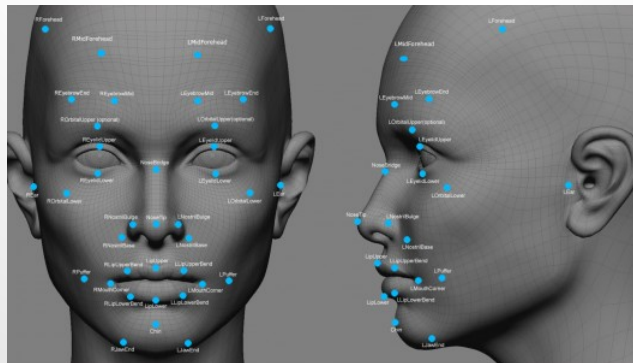 RForehead
LForehead
RMidForehead
LMidForehead
REyebrowEnd
REyebrowMid
LEyebrowMid
LEyebrowEnd
ROrbitalUpper(optional)
LOrbitalUpper(optional)
REyelidUpper
LEyelidUpper
NoseBridge
REyelidLower
LEyelidLower
REar
LEar
ROrbitalLower
LOrbitalLower
RNostrilBulge
NoseTip
LNostrilBulge
RNostrilBase
LNostrilBase
LipUpper
RLipUpperBend
LLipUpperBend
RPuffer
LPuffer
RMouthCorner
LMouthCorner
RLipLowerBend
LipLower
LLipLowerBend
Chin
RJawEnd
LJawEnd
LForehead
LMidForehead
LEyebrowMid
LEyebrowEnd
LOrbitalUpper(optional)
LEyelidUpper
NoseBridge
LEyelidLower
LEar
LOrbitalLower
NoseTip
LNostrilBulge
LNostrilBase
LipUpper
LLipUpperBend
LPuffer
LMouthCorner
LipLower
LLipLowerBend
Chin
LJawEnd